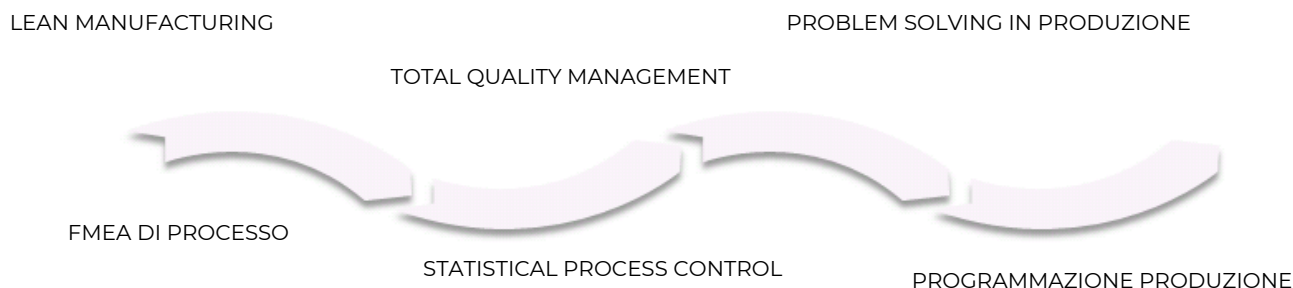 LEAN MANUFACTURING
PROBLEM SOLVING IN PRODUZIONE
TOTAL QUALITY MANAGEMENT
FMEA DI PROCESSO
STATISTICAL PROCESS CONTROL
PROGRAMMAZIONE PRODUZIONE